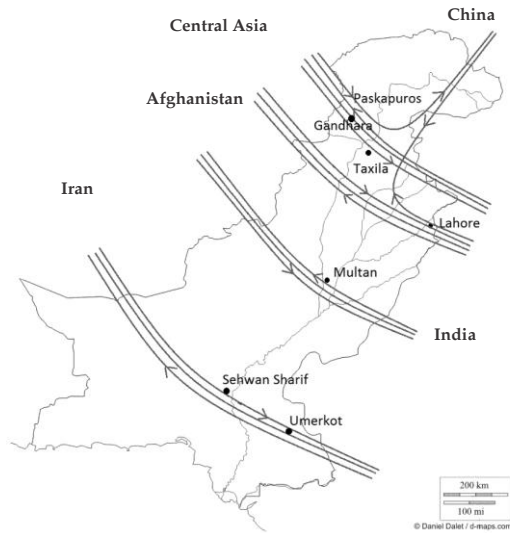 China
Central Asia
Afghanistan
Paskapuros
Gandhara
Taxila
Iran
Lahore
Multan
India
Sehwan Sharif
Umerkot
200 km
100 mi
© Daniel Dalet / d-maps.com